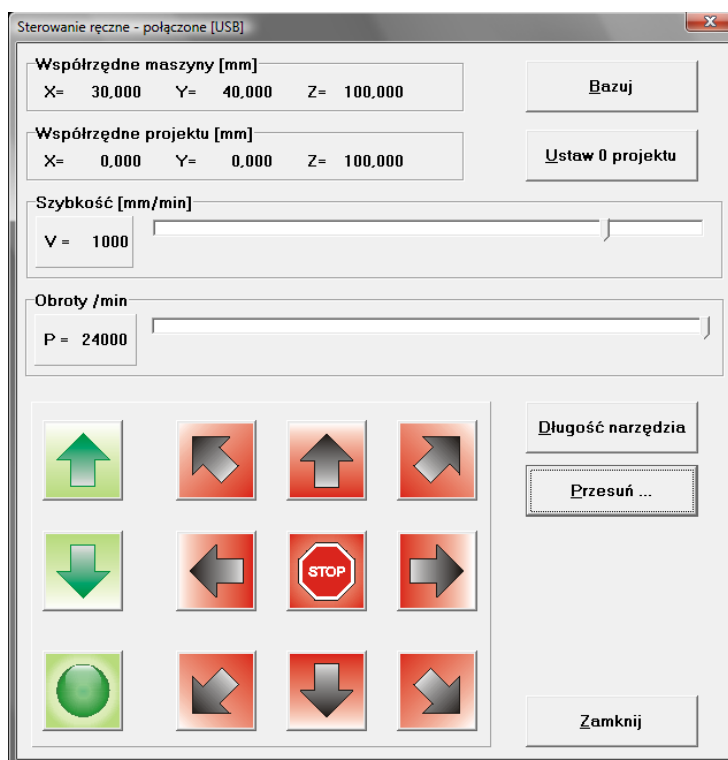 Sterowanie ręczne - połączone [USB]
Współrzędne maszyny [mm]
X= 30,000 Y= 40,000 Z= 100,000
Bazuj
Współrzędne projektu [mm]
X= 0,000 Y= 0,000 Z= 100,000
Ustaw 0 projektu
Szybkość [mm/min]
V = 1000
Obroty /min
P = 24000
Długość narzędzia
Przesuń ...
STOP
Zamknij